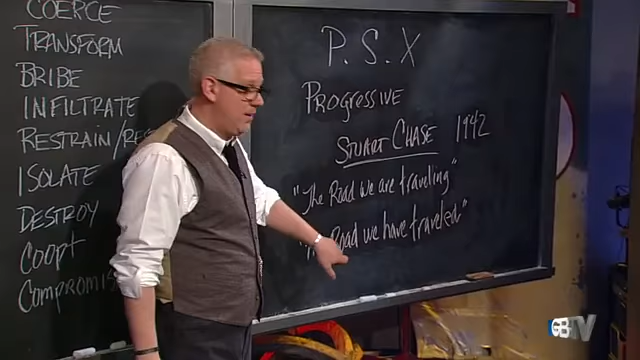 COERCE
TRANSFORM
BRIBE
INFILTRATE
RESTRAIN/RE
ISOLATE
DESTROY
COOPT
COMPROMIS
P.S.X
PROGRESSIVE
STUART CHASE 1942
"The Road we are traveling"
Road we have traveled"
GBTV